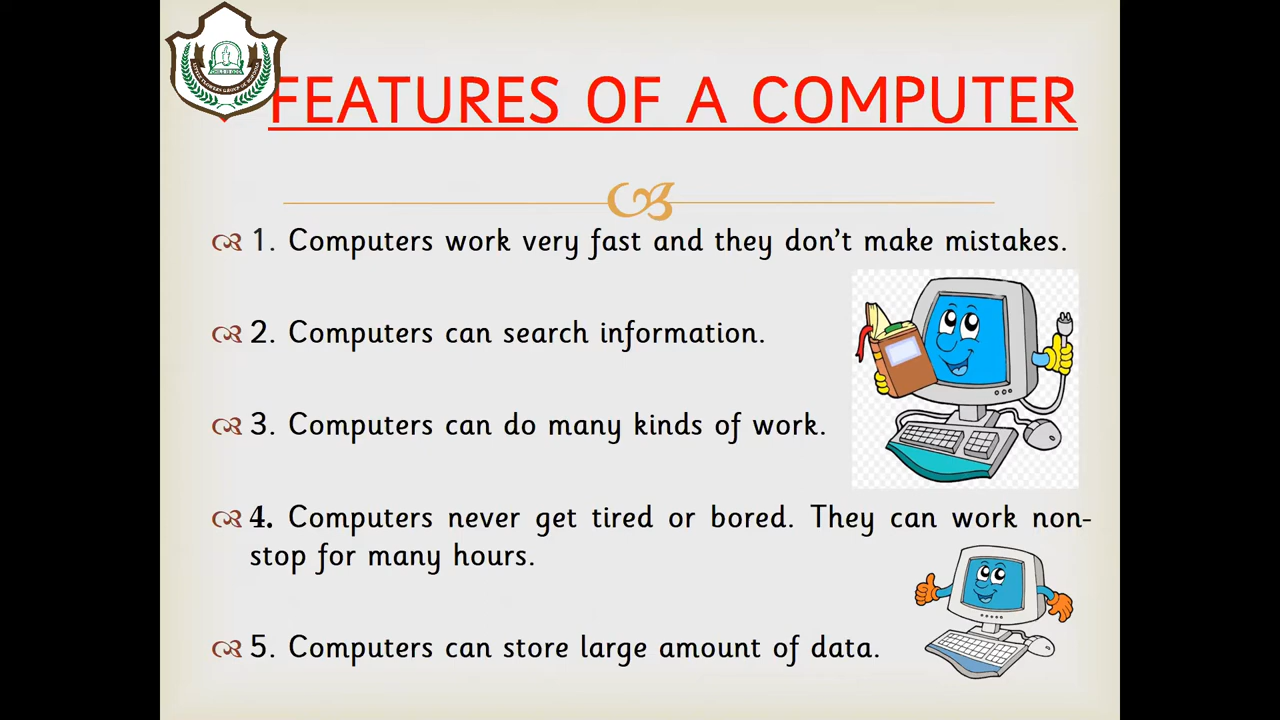 FEATURES OF A COMPUTER
1. Computers work very fast and they don't make mistakes.
2. Computers can search information.
3. Computers can do many kinds of work.
4. Computers never get tired or bored. They can work non-
stop for many hours.
5. Computers can store large amount of data.